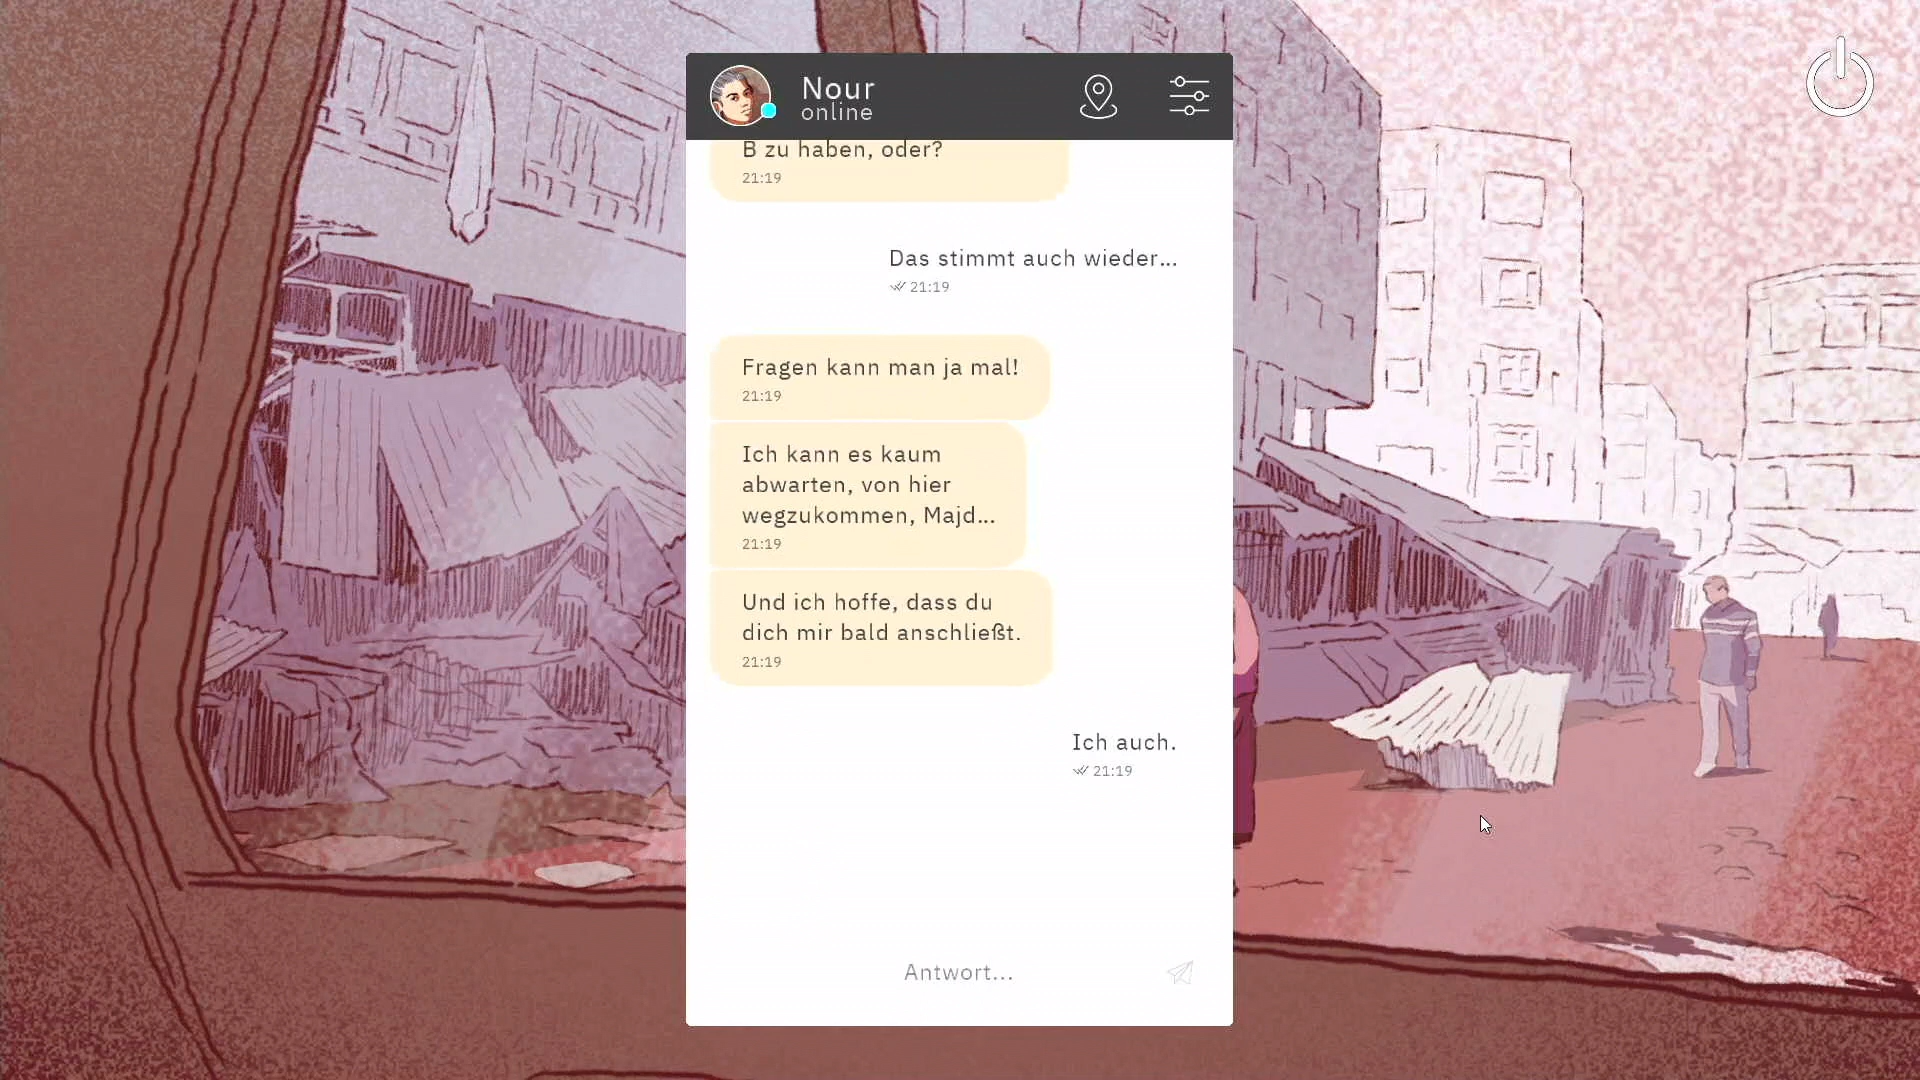 Nour
online
B zu haben, oder?
21:19
Das stimmt auch wieder...
21:19
Fragen kann man ja mal!
21:19
Ich kann es kaum
abwarten, von hier
wegzukommen, Majd...
21:19
Und ich hoffe, dass du
dich mir bald anschließt.
21:19
Ich auch.
21:19
Antwort...